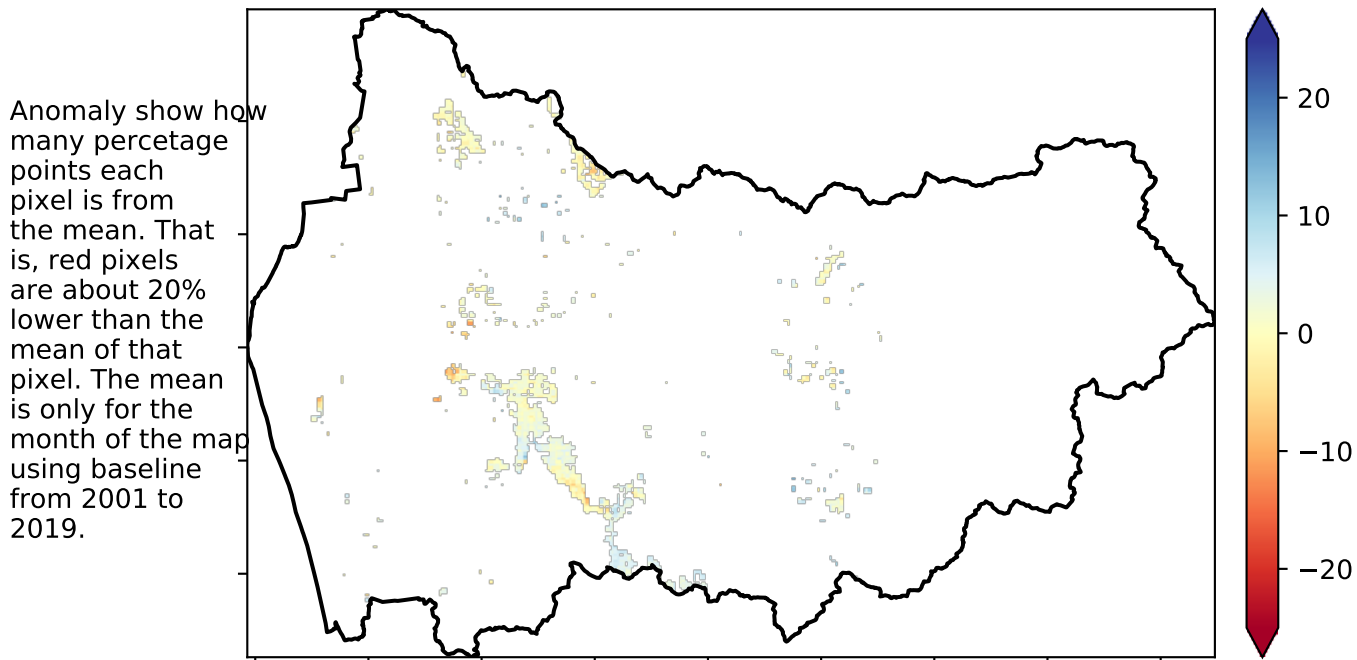 Anomaly show how
many percetage
points each
pixel is from
the mean. That
is, red pixels
are about 20%
lower than the
mean of that
pixel. The mean
is only for the
month of the map
using baseline
from 2001 to
2019.
20
10
0
−10
−20